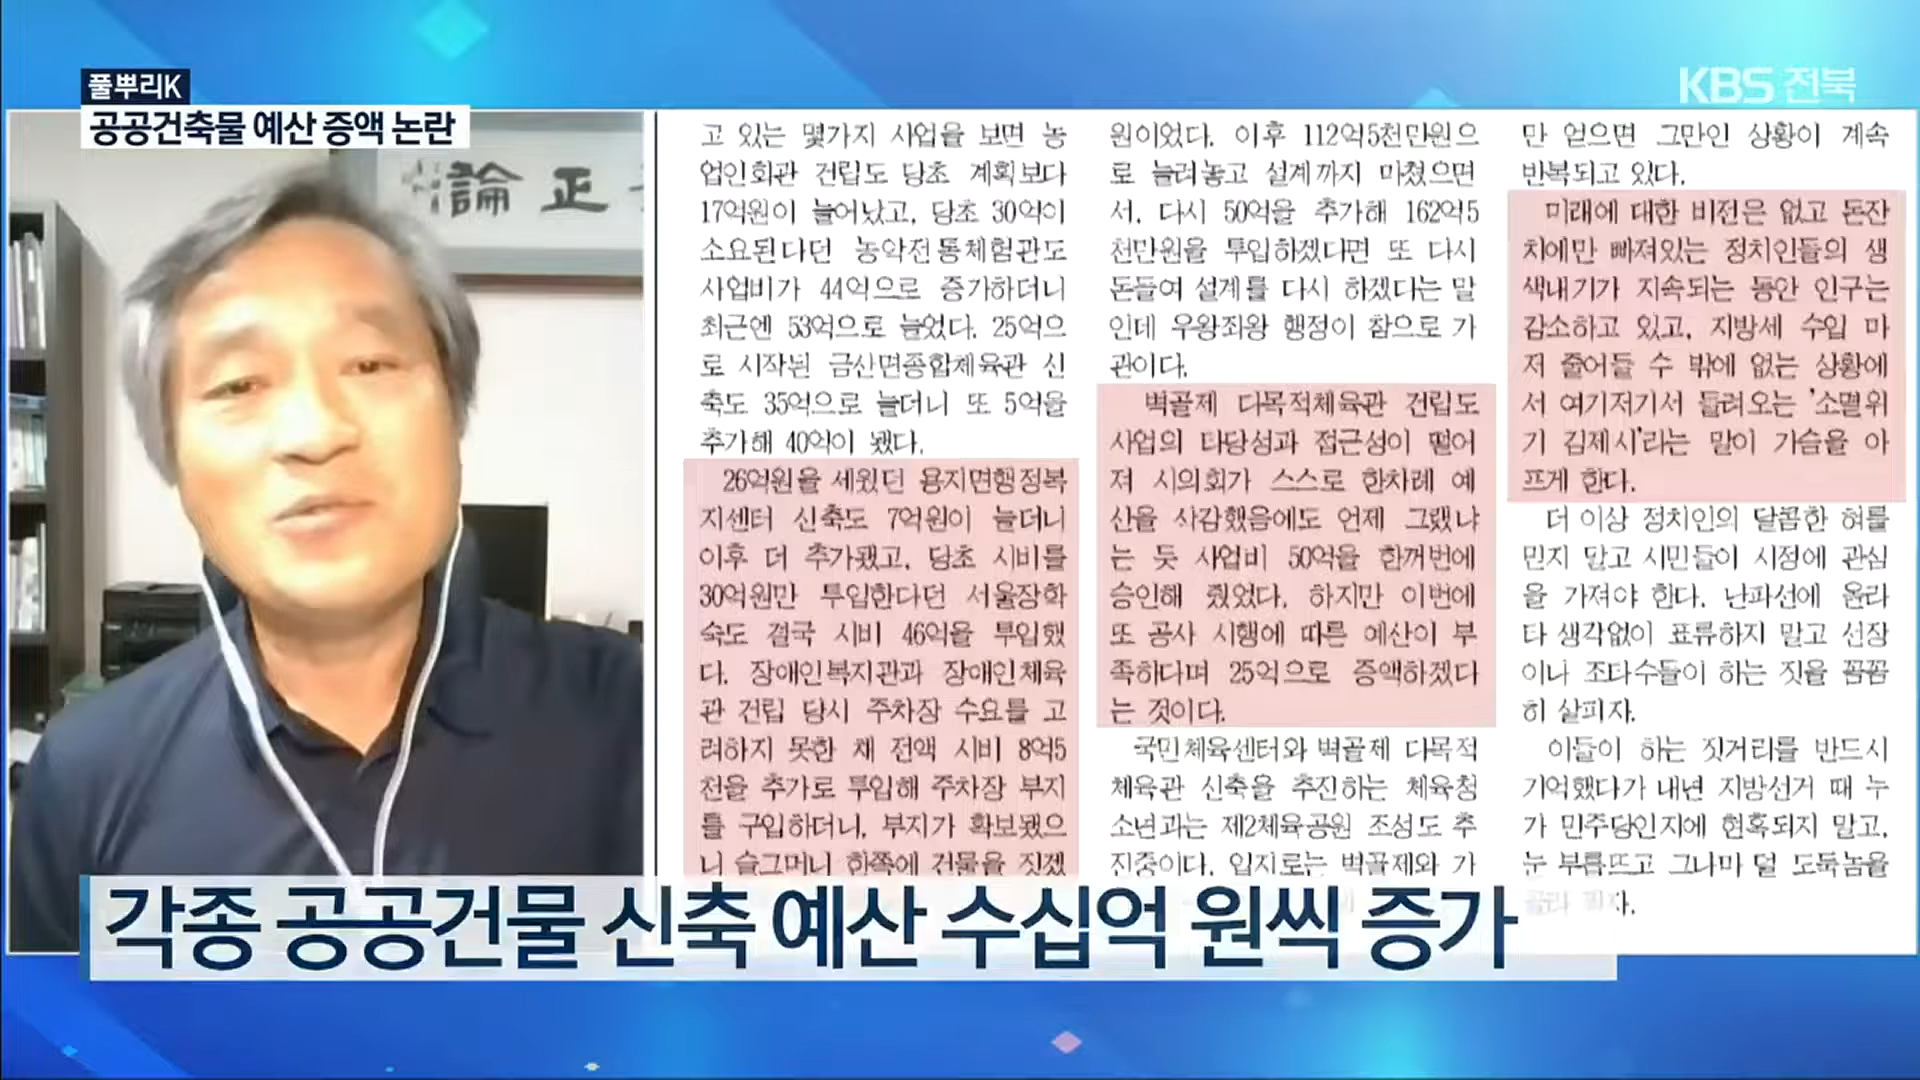 풀뿌리K
공공건축물 예산 증액 논란
KBS 전북
論 正
고 있는 몇가지 사업을 보면 농
업인회관 건립도 당초 계획보다
17억원이 늘어났고, 당초 30억이
소요된다던 농악전통체험관도
사업비가 44억으로 증가하더니
최근엔 53억으로 늘었다. 25억으
로 시작된 금산면종합체육관 신
축도 35억으로 늘더니 또 5억을
추가해 40억이 됐다.
26억원을 세웠던 용지면행정복
지센터 신축도 7억원이 늘더니
이후 더 추가됐고, 당초 시비를
30억원만 투입한다던 서울장학
숙도 결국 시비 46억을 투입했
다. 장애인복지관과 장애인체육
관 건립 당시 주차장 수요를 고
려하지 못한 채 전액 시비 8억5
천을 추가로 투입해 주차장 부지
를 구입하더니, 부지가 확보됐으
니 슬그머니 한쪽에 건물을 짓겠
원이었다. 이후 112억5천만원으
로 늘려놓고 설계까지 마쳤으면
서, 다시 50억을 추가해 162억5
천만원을 투입하겠다면 또 다시
돈들여 설계를 다시 하겠다는 말
인데 우왕좌왕 행정이 참으로 가
관이다.
벽골제 다목적체육관 건립도
사업의 타당성과 접근성이 떨어
져 시의회가 스스로 한차례 예
산을 삭감했음에도 언제 그랬냐
는 듯 사업비 50억을 한꺼번에
승인해 줬었다. 하지만 이번에
또 공사 시행에 따른 예산이 부
족하다며 25억으로 증액하겠다
는 것이다.
국민체육센터와 벽골제 다목적
체육관 신축을 추진하는 체육청
소년과는 제2체육공원 조성도 추
진중이다. 입지로는 벽골제와 가
만 얻으면 그만인 상황이 계속
반복되고 있다.
미래에 대한 비전은 없고 돈잔
치에만 빠져있는 정치인들의 생
색내기가 지속되는 동안 인구는
감소하고 있고, 지방세 수입 마
저 줄어들 수 밖에 없는 상황에
서 여기저기서 들려오는 '소멸위
기 김제시'라는 말이 가슴을 아
프게 한다.
더 이상 정치인의 달콤한 혀를
믿지 말고 시민들이 시정에 관심
을 가져야 한다. 난파선에 올라
타 생각없이 표류하지 말고 선장
이나 조타수들이 하는 짓을 꼼꼼
히 살피자.
이들이 하는 짓거리를 반드시
기억했다가 내년 지방선거 때 누
가 민주당인지에 현혹되지 말고,
눈 부릅뜨고 그나마 덜 도둑놈을
각종 공공건물 신축 예산 수십억 원씩 증가